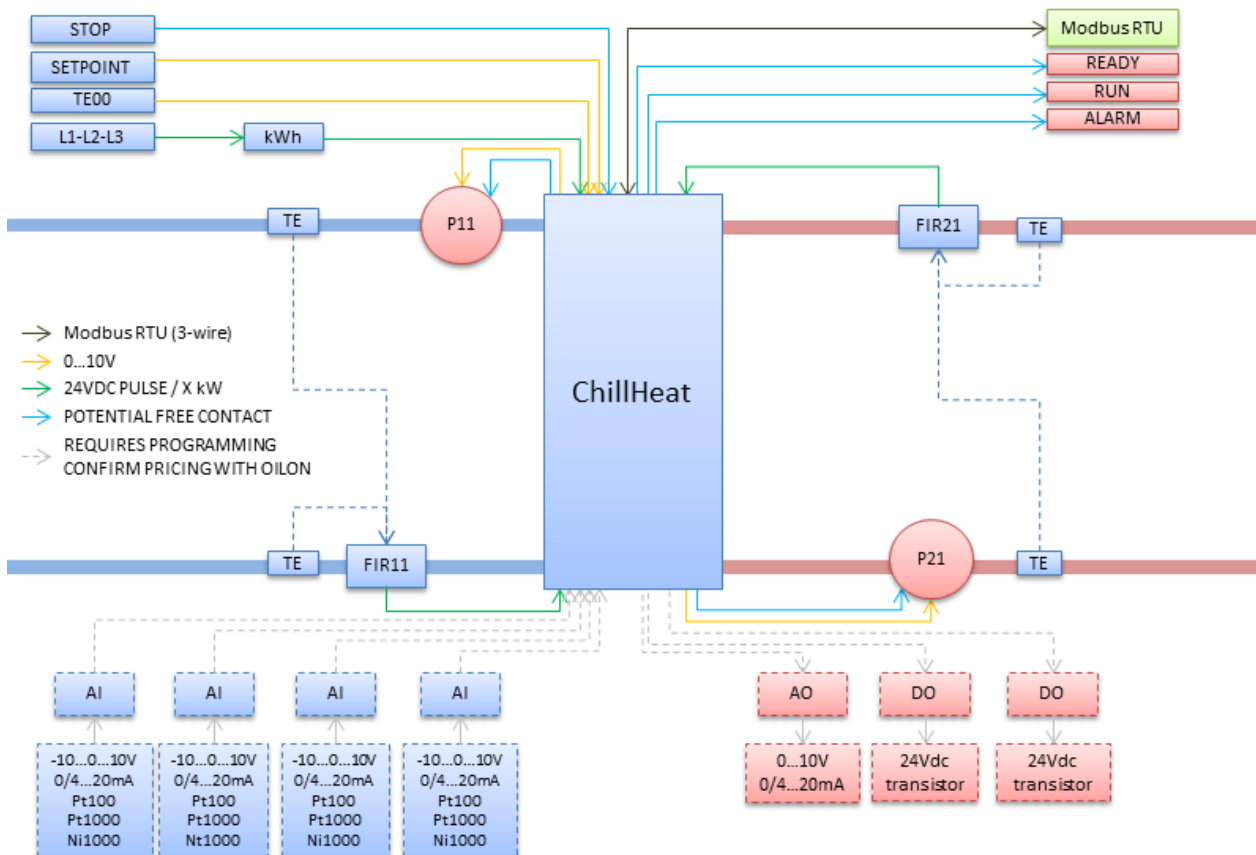 STOP
Modbus RTU
SETPOINT
READY
TE00
RUN
L1-L2-L3
kWh
ALARM
TE
P11
FIR21
TE
Modbus RTU (3-wire)
0...10V
24VDC PULSE / X kW
POTENTIAL FREE CONTACT
REQUIRES PROGRAMMING
CONFIRM PRICING WITH OILON
ChillHeat
TE
FIR11
P21
TE
AI
AI
AI
AI
AO
DO
DO
-10...0...10V
0/4...20mA
Pt100
Pt1000
Ni1000
-10...0...10V
0/4...20mA
Pt100
Pt1000
Nt1000
-10...0...10V
0/4...20mA
Pt100
Pt1000
Ni1000
-10...0...10V
0/4...20mA
Pt100
Pt1000
Ni1000
0...10V
0/4...20mA
24Vdc
transistor
24Vdc
transistor